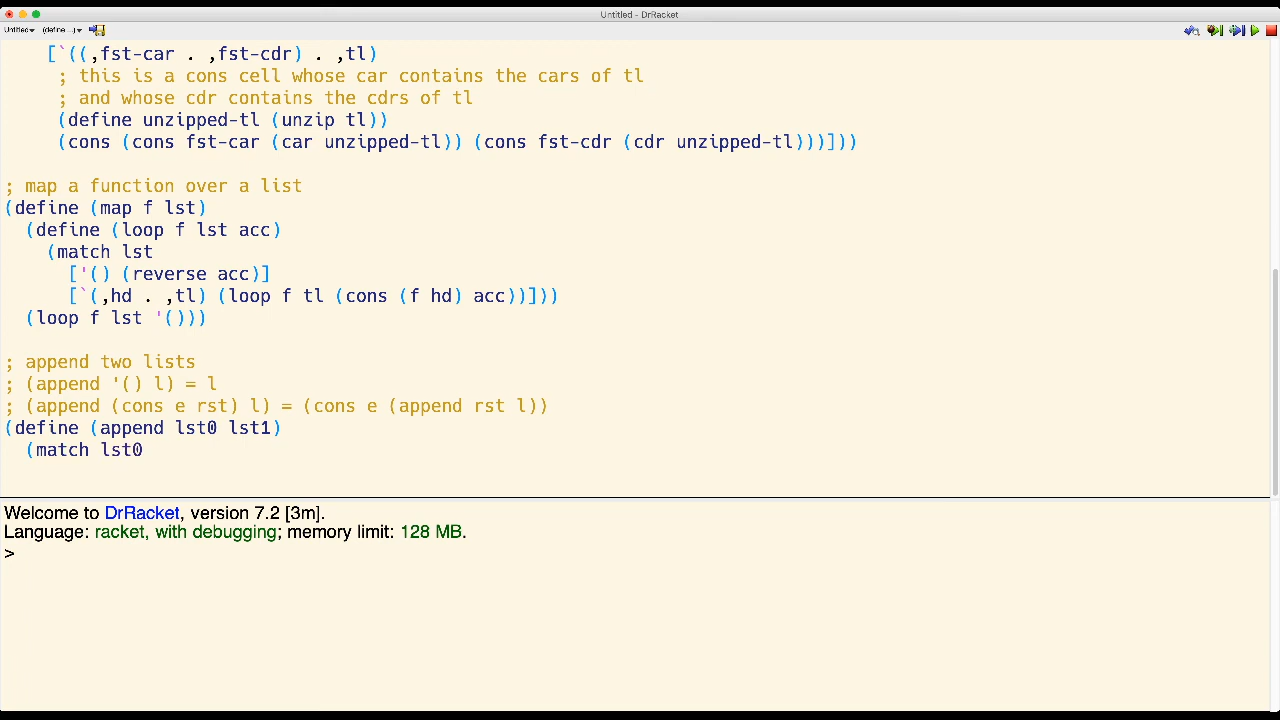 Untitled - DrRacket
Untitled▾ (define ...)▾
[`((,fst-car . ,fst-cdr) . ,tl)
; this is a cons cell whose car contains the cars of tl
; and whose cdr contains the cdrs of tl
(define unzipped-tl (unzip tl))
(cons (cons fst-car (car unzipped-tl)) (cons fst-cdr (cdr unzipped-tl)))]))
; map a function over a list
(define (map f lst)
(define (loop f lst acc)
(match lst
['() (reverse acc)]
[`(,hd . ,tl) (loop f tl (cons (f hd) acc))]))
(loop f lst '()))
; append two lists
; (append '() l) = l
; (append (cons e rst) l) = (cons e (append rst l))
(define (append lst0 lst1)
(match lst0
Welcome to DrRacket, version 7.2 [3m].
Language: racket, with debugging; memory limit: 128 MB.
>